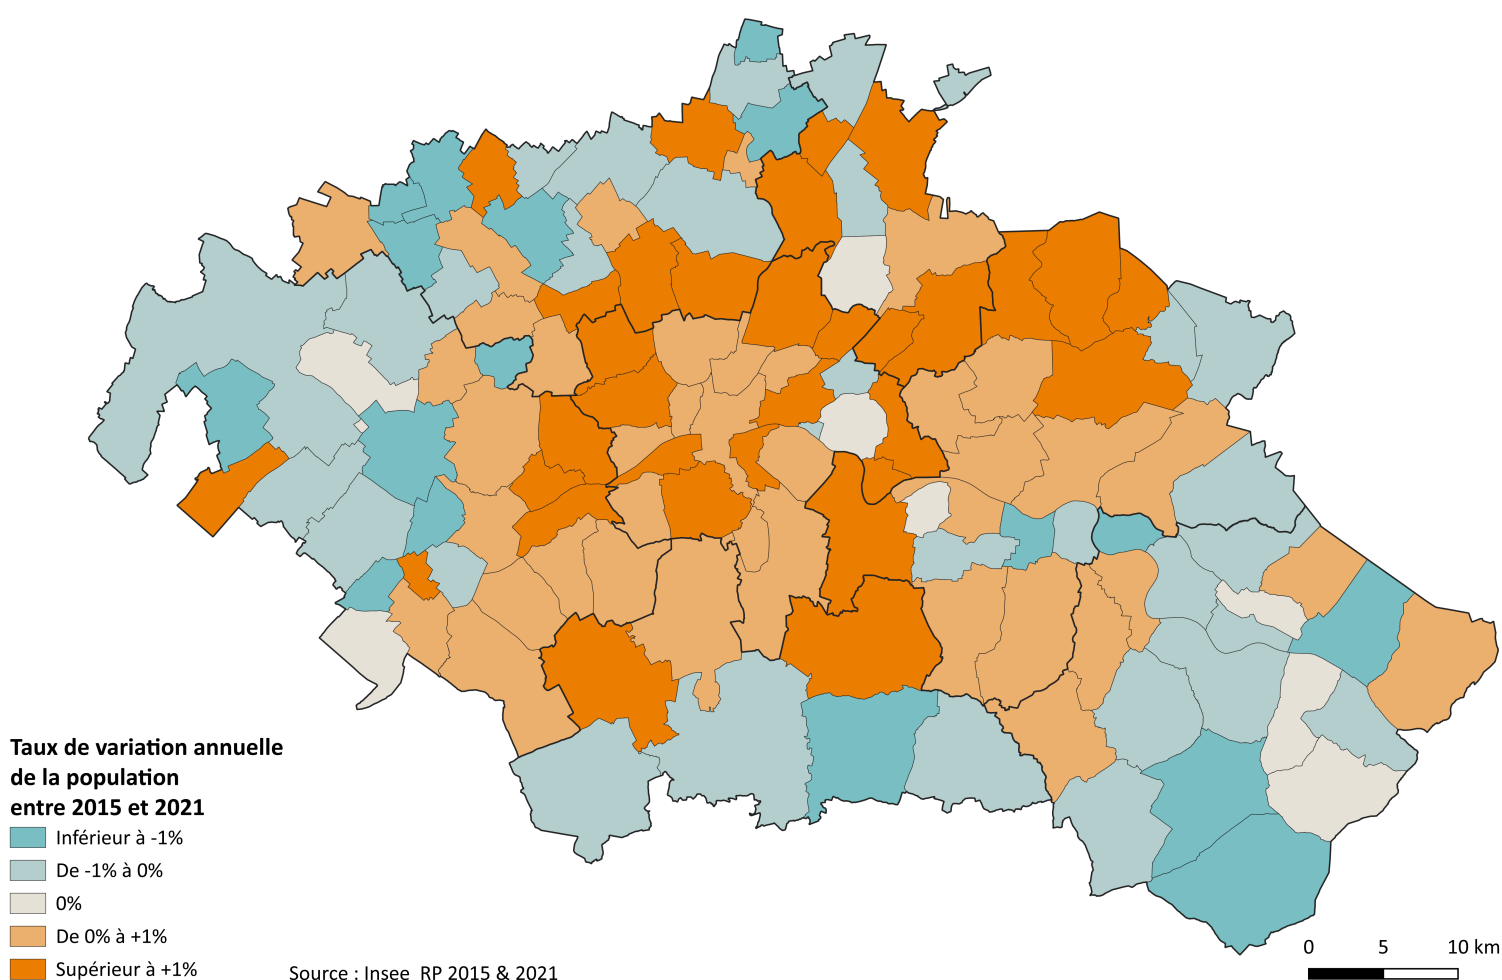 Taux de variation annuelle
de la population
entre 2015 et 2021
Inférieur à -1%
De -1% à 0%
0%
De 0% à +1%
Supérieur à +1%
Source : Insee RP 2015 & 2021
0 5 10 km